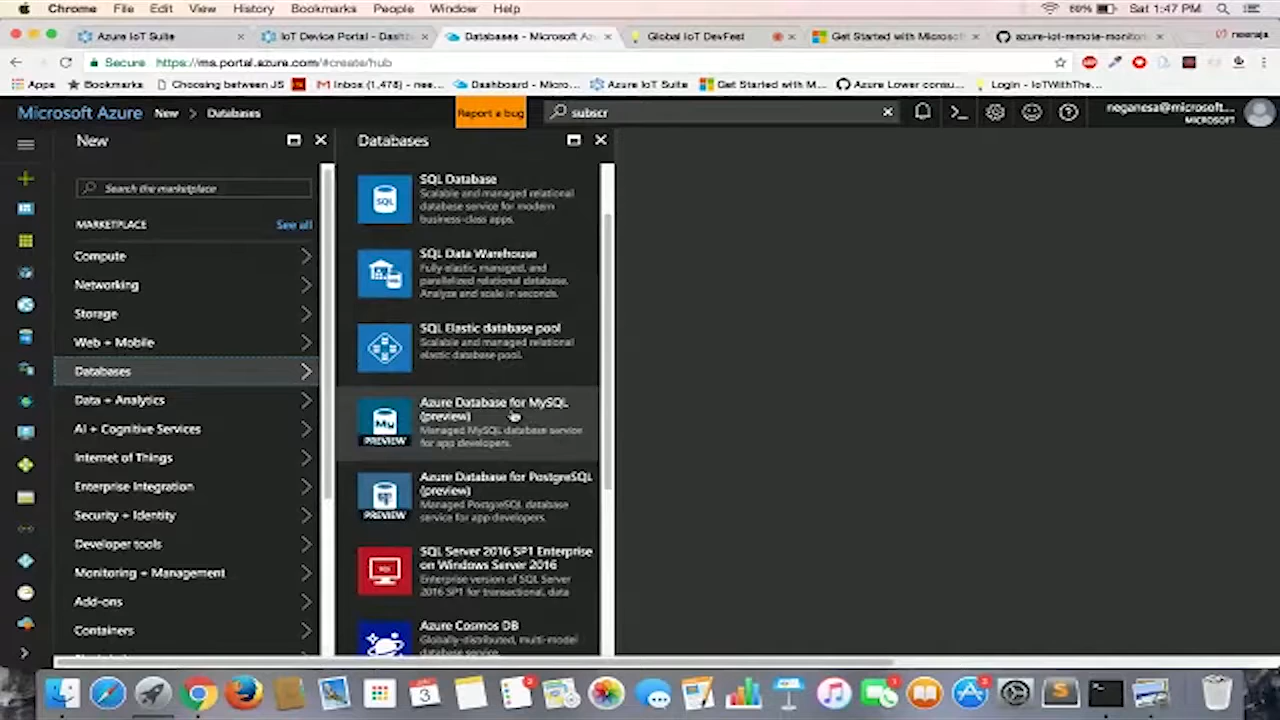 Chrome File Edit View History Bookmarks People Window Help
60% Sat 1:47 PM
Azure IoT Suite
IoT Device Portal - Dashb
Databases - Microsoft Az
Global IoT DevFest
Get Started with Microsof
azure-iot-remote-monitori
neeraja
Secure https://ms.portal.azure.com/#create/hub
Apps
Bookmarks
Choosing between JS
Inbox (1,478) - nee...
Dashboard - Micro...
Azure IoT Suite
Get Started with M...
Azure Lower consu...
Login - IoTWithThe...
Microsoft Azure New > Databases
Report a bug
subscr
neganesa@microsoft...
MICROSOFT
New
Search the marketplace
MARKETPLACE See all
Compute
Networking
Storage
Web + Mobile
Databases
Data + Analytics
AI + Cognitive Services
Internet of Things
Enterprise Integration
Security + Identity
Developer tools
Monitoring + Management
Add-ons
Containers
Databases
SQL Database
Scalable and managed relational
database service for modern
business-class apps.
SQL Data Warehouse
Fully elastic, managed, and
parallelized relational database.
Analyze and scale in seconds.
SQL Elastic database pool
Scalable and managed relational
elastic database pool.
Azure Database for MySQL
(preview)
Managed MySQL database service
for app developers.
My
PREVIEW
Azure Database for PostgreSQL
(preview)
Managed PostgreSQL database
service for app developers.
PREVIEW
SQL Server 2016 SP1 Enterprise
on Windows Server 2016
Enterprise version of SQL Server
2016 SP1 for transactional, data
Azure Cosmos DB
Globally-distributed, multi-model
database service.
SQL
3